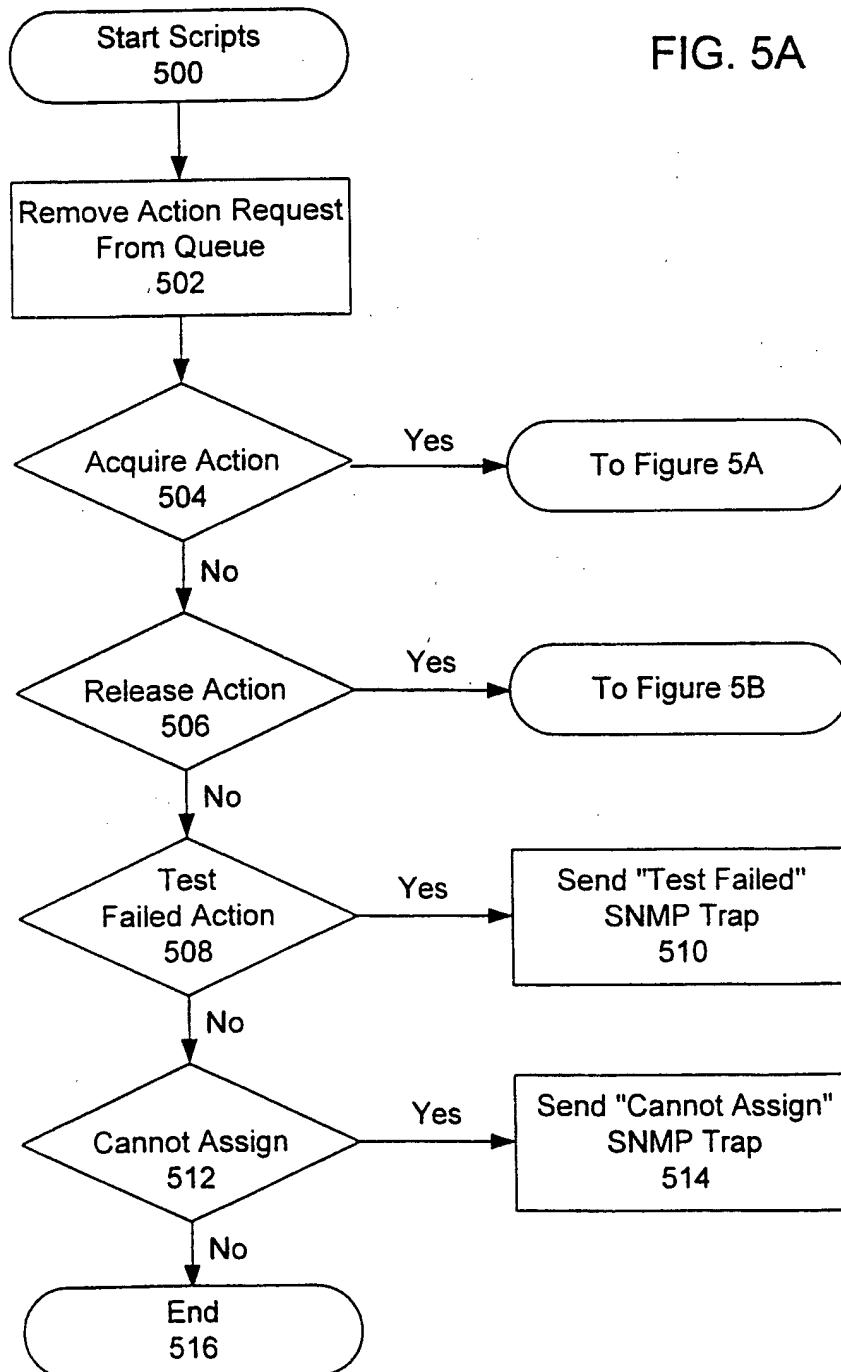 Start Scripts
500
FIG. 5A
Remove Action Request
From Queue
502
Acquire Action
504
Yes
To Figure 5A
No
Release Action
506
Yes
To Figure 5B
No
Test
Failed Action
508
Yes
Send "Test Failed"
SNMP Trap
510
No
Cannot Assign
512
Yes
Send "Cannot Assign"
SNMP Trap
514
No
End
516